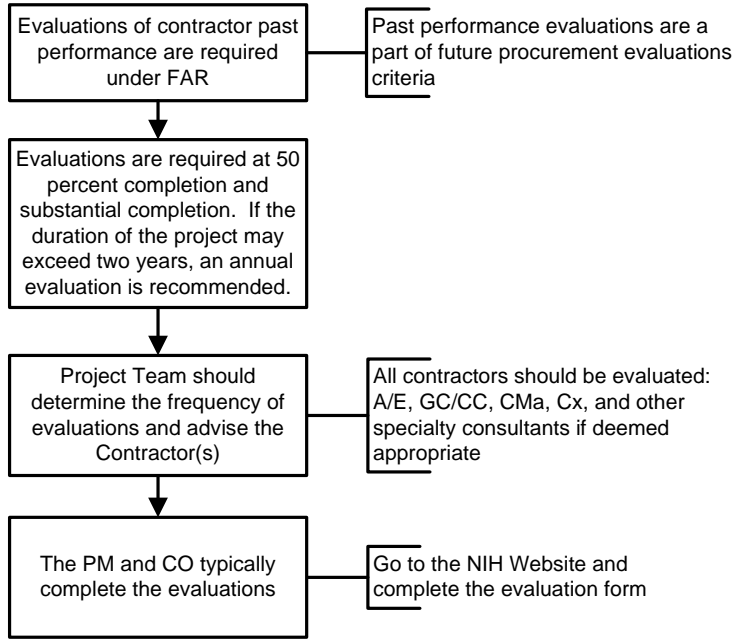 Evaluations of contractor past
performance are required
under FAR
Past performance evaluations are a
part of future procurement evaluations
criteria
Evaluations are required at 50
percent completion and
substantial completion.  If the
duration of the project may
exceed two years, an annual
evaluation is recommended.
Project Team should
determine the frequency of
evaluations and advise the
Contractor(s)
All contractors should be evaluated:
A/E, GC/CC, CMa, Cx, and other
specialty consultants if deemed
appropriate
The PM and CO typically
complete the evaluations
Go to the NIH Website and
complete the evaluation form